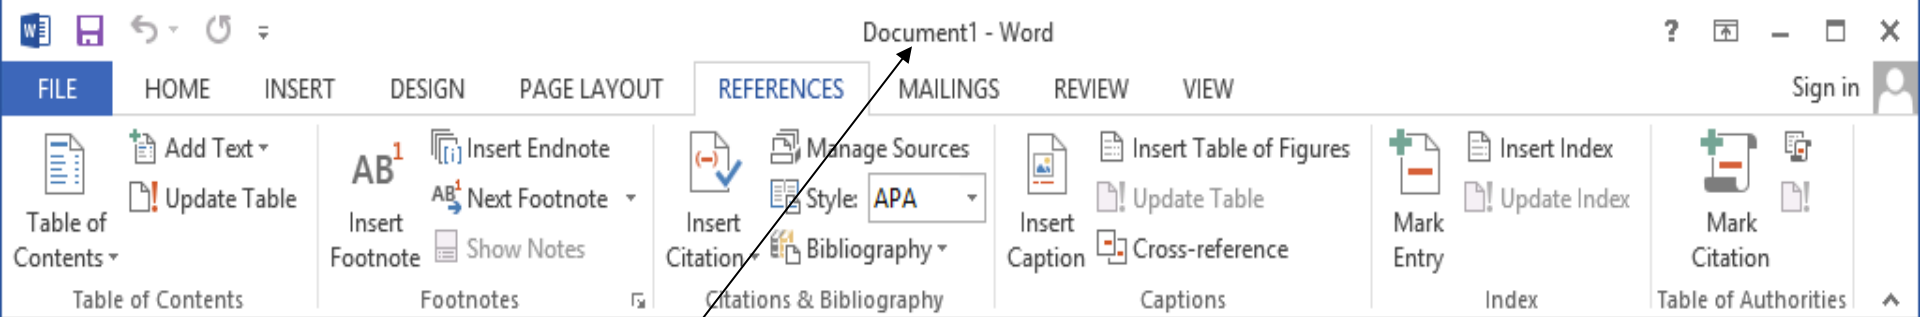 Document1 - Word
?
FILE HOME INSERT DESIGN PAGE LAYOUT REFERENCES MAILINGS REVIEW VIEW Sign in
Table of
Contents
Add Text
Update Table
Table of Contents
AB1
Insert
Footnote
Insert Endnote
AB1 Next Footnote
Show Notes
Footnotes
Insert
Citation
Manage Sources
Style: APA
Bibliography
Citations & Bibliography
Insert
Caption
Insert Table of Figures
Update Table
Cross-reference
Captions
Mark
Entry
Insert Index
Update Index
Index
Mark
Citation
Table of Authorities